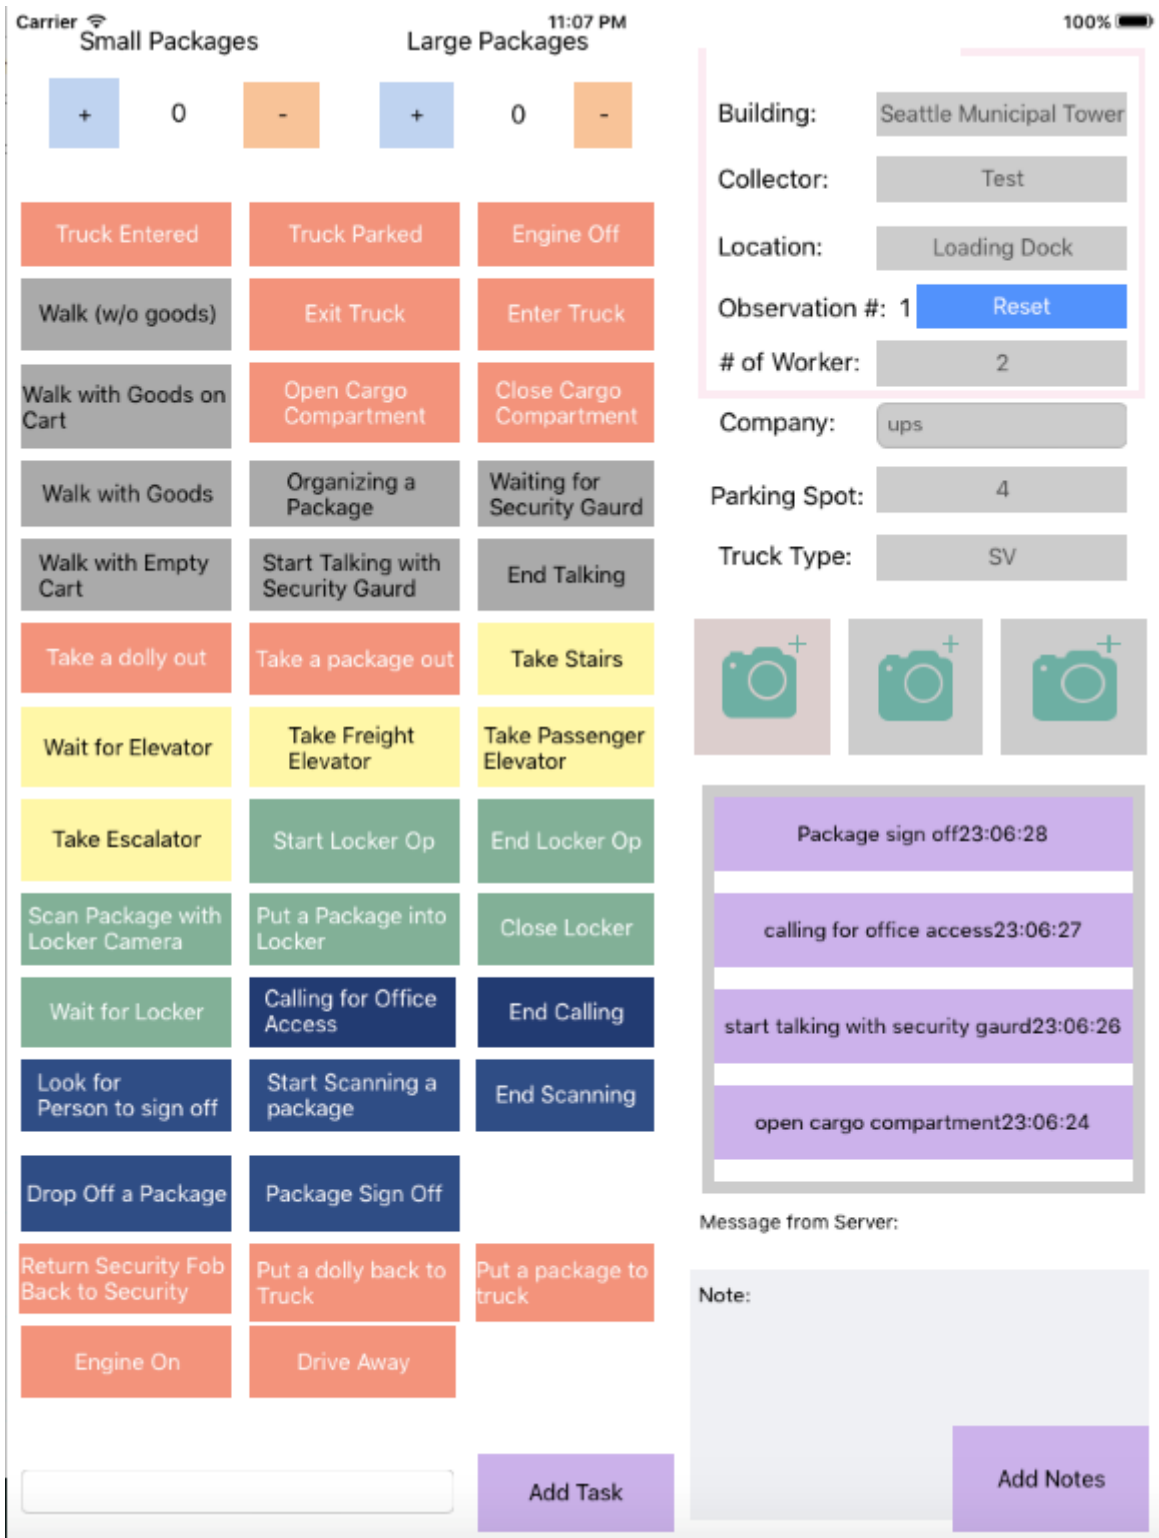 Carrier 11:07 PM 100%
Small Packages Large Packages
+ 0 - + 0 -
Truck Entered Truck Parked Engine Off
Walk (w/o goods) Exit Truck Enter Truck
Walk with Goods on
Cart
Open Cargo
Compartment
Close Cargo
Compartment
Walk with Goods
Organizing a
Package
Waiting for
Security Gaurd
Walk with Empty
Cart
Start Talking with
Security Gaurd
End Talking
Take a dolly out Take a package out Take Stairs
Wait for Elevator
Take Freight
Elevator
Take Passenger
Elevator
Take Escalator Start Locker Op End Locker Op
Scan Package with
Locker Camera
Put a Package into
Locker
Close Locker
Wait for Locker
Calling for Office
Access
End Calling
Look for
Person to sign off
Start Scanning a
package
End Scanning
Drop Off a Package Package Sign Off
Return Security Fob
Back to Security
Put a dolly back to
Truck
Put a package to
truck
Engine On Drive Away
Add Task
Building: Seattle Municipal Tower
Collector: Test
Location: Loading Dock
Observation #: 1 Reset
# of Worker: 2
Company: ups
Parking Spot: 4
Truck Type: SV
Package sign off23:06:28
calling for office access23:06:27
start talking with security gaurd23:06:26
open cargo compartment23:06:24
Message from Server:
Note:
Add Notes